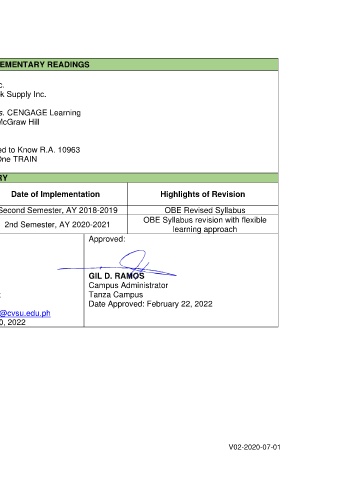 EMENTARY READINGS
c.
k Supply Inc.
s. CENGAGE Learning
McGraw Hill
ed to Know R.A. 10963
One TRAIN
RY
Date of Implementation Highlights of Revision
Second Semester, AY 2018-2019 OBE Revised Syllabus
2nd Semester, AY 2020-2021 OBE Syllabus revision with flexible
learning approach
Approved:
GIL D. RAMOS
Campus Administrator
Tanza Campus
Date Approved: February 22, 2022
@cvsu.edu.ph
0, 2022
V02-2020-07-01